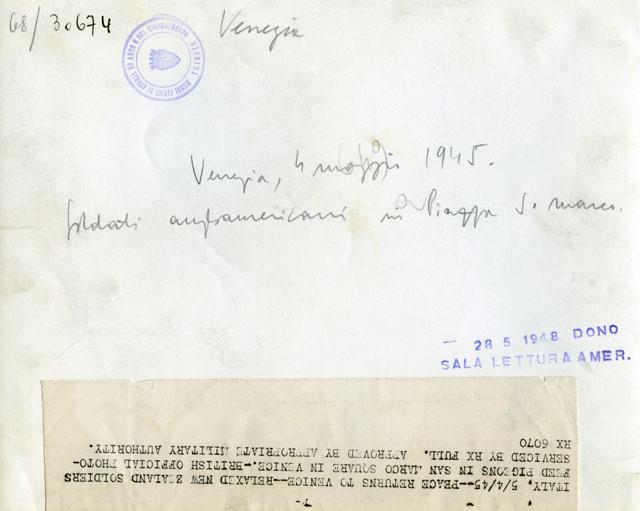 68/30674
Venezia
Venezia, 4 maggio 1945.
Soldati angloamericani in Piazza S. Marco.
- 28 5 1948 DONO
SALA LETTURA AMER.
ITALY, 5/4/45--PEACE RETURNS TO VENICE--RELAXED NEW ZEALAND SOLDIERS
FEED PIGEONS IN SAN MARCO SQUARE IN VENICE.--BRITISH OFFICIAL PHOTO-
SERVICED BY RX FULL. APPROVED BY APPROPRIATE MILITARY AUTHORITY.
RX 6070